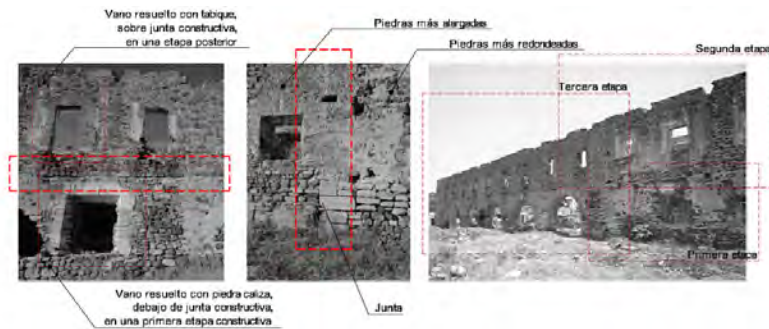 Vano resuelto con tabique,
sobre junta constructiva,
en una etapa posterior
Piedras más alargadas
Piedras más redondeadas
Segunda etapa
Tercera etapa
Primera etapa
Vano resuelto con piedra caliza,
debajo de junta constructiva,
en una primera etapa constructiva
Junta